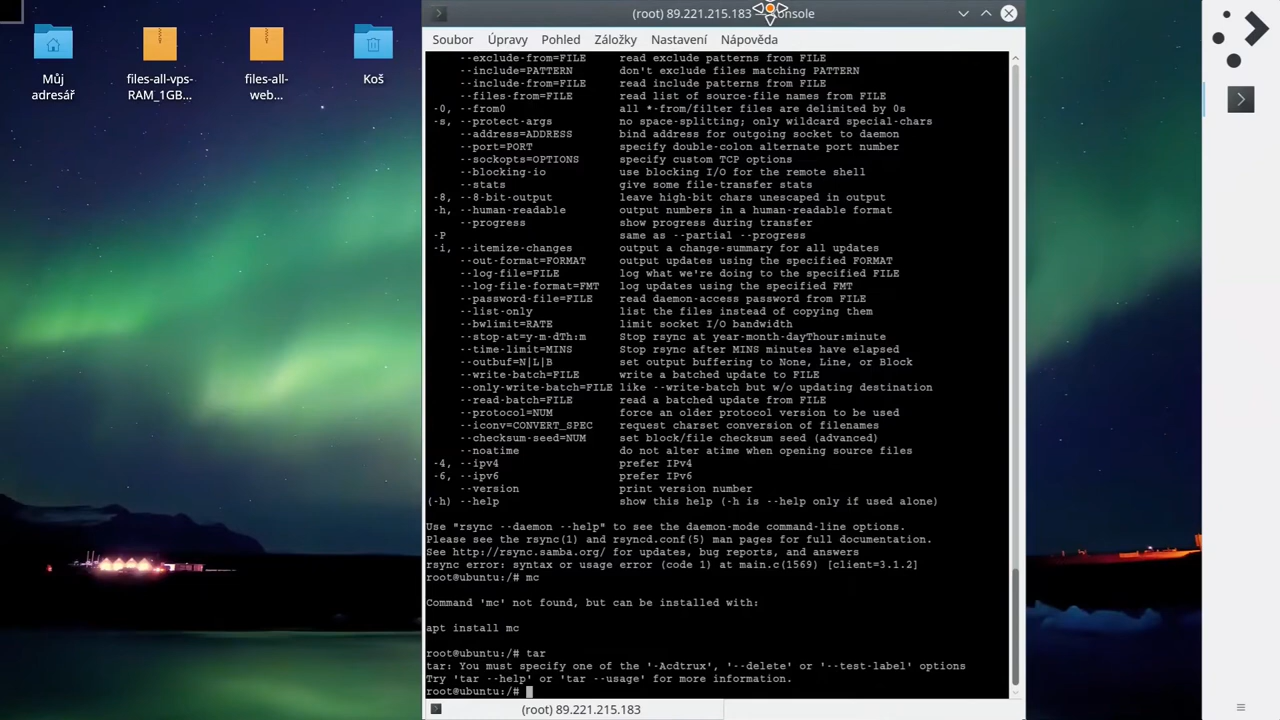 (root) 89.221.215.183 — Konsole
Soubor Úpravy Pohled Záložky Nastavení Nápověda
Můj
adresář
files-all-vps-
RAM_1GB...
files-all-
web...
Koš
--exclude-from=FILE read exclude patterns from FILE
--include=PATTERN don't exclude files matching PATTERN
--include-from=FILE read include patterns from FILE
--files-from=FILE read list of source-file names from FILE
-0, --from0 all *-from/filter files are delimited by 0s
-s, --protect-args no space-splitting; only wildcard special-chars
--address=ADDRESS bind address for outgoing socket to daemon
--port=PORT specify double-colon alternate port number
--sockopts=OPTIONS specify custom TCP options
--blocking-io use blocking I/O for the remote shell
--stats give some file-transfer stats
-8, --8-bit-output leave high-bit chars unescaped in output
-h, --human-readable output numbers in a human-readable format
--progress show progress during transfer
-P same as --partial --progress
-i, --itemize-changes output a change-summary for all updates
--out-format=FORMAT output updates using the specified FORMAT
--log-file=FILE log what we're doing to the specified FILE
--log-file-format=FMT log updates using the specified FMT
--password-file=FILE read daemon-access password from FILE
--list-only list the files instead of copying them
--bwlimit=RATE limit socket I/O bandwidth
--stop-at=y-m-dTh:m Stop rsync at year-month-dayThour:minute
--time-limit=MINS Stop rsync after MINS minutes have elapsed
--outbuf=N|L|B set output buffering to None, Line, or Block
--write-batch=FILE write a batched update to FILE
--only-write-batch=FILE like --write-batch but w/o updating destination
--read-batch=FILE read a batched update from FILE
--protocol=NUM force an older protocol version to be used
--iconv=CONVERT_SPEC request charset conversion of filenames
--checksum-seed=NUM set block/file checksum seed (advanced)
--noatime do not alter atime when opening source files
-4, --ipv4 prefer IPv4
-6, --ipv6 prefer IPv6
--version print version number
(-h) --help show this help (-h is --help only if used alone)
Use "rsync --daemon --help" to see the daemon-mode command-line options.
Please see the rsync(1) and rsyncd.conf(5) man pages for full documentation.
See http://rsync.samba.org/ for updates, bug reports, and answers
rsync error: syntax or usage error (code 1) at main.c(1569) [client=3.1.2]
root@ubuntu:/# mc
Command 'mc' not found, but can be installed with:
apt install mc
root@ubuntu:/# tar
tar: You must specify one of the '-Acdtrux', '--delete' or '--test-label' options
Try 'tar --help' or 'tar --usage' for more information.
root@ubuntu:/#
(root) 89.221.215.183